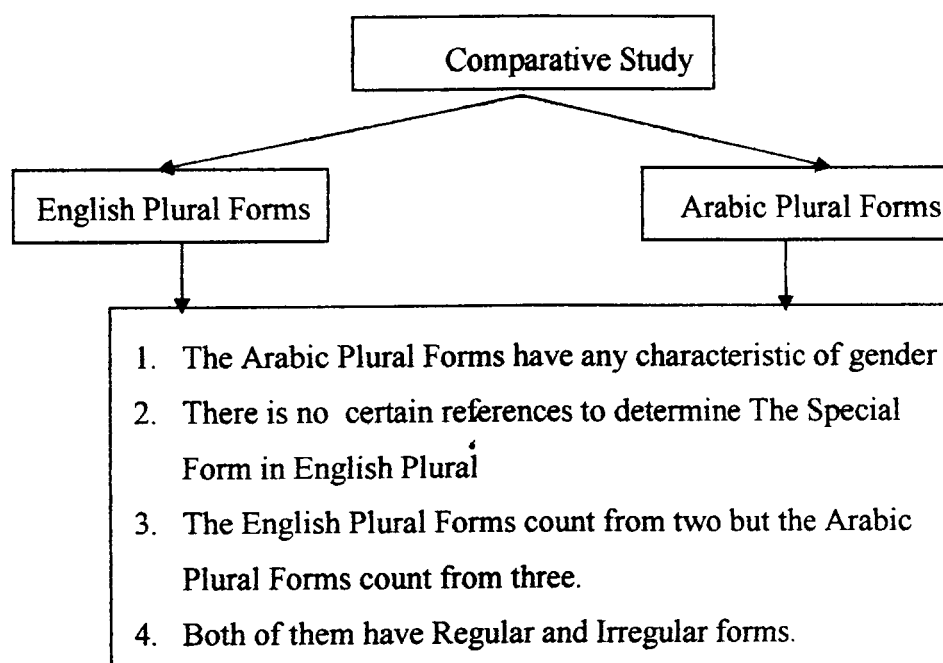 Comparative Study
English Plural Forms
Arabic Plural Forms
1. The Arabic Plural Forms have any characteristic of gender
2. There is no certain references to determine The Special
Form in English Plural
3. The English Plural Forms count from two but the Arabic
Plural Forms count from three.
4. Both of them have Regular and Irregular forms.